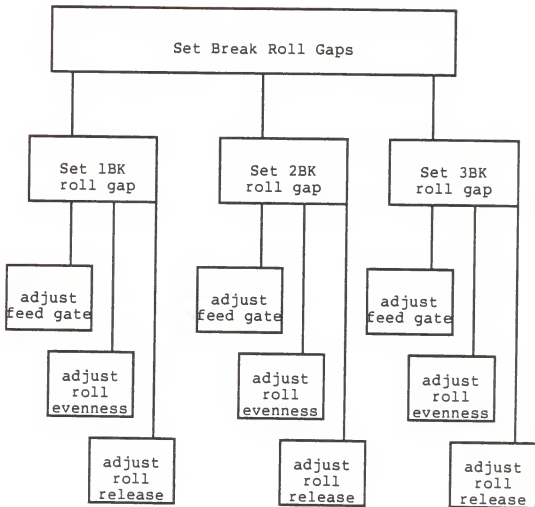 Set Break Roll Gaps
Set 1BK
roll gap
Set 2BK
roll gap
Set 3BK
roll gap
adjust
feed gate
adjust
feed gate
adjust
feed gate
adjust
roll
evenness
adjust
roll
evenness
adjust
roll
evenness
adjust
roll
release
adjust
roll
release
adjust
roll
release